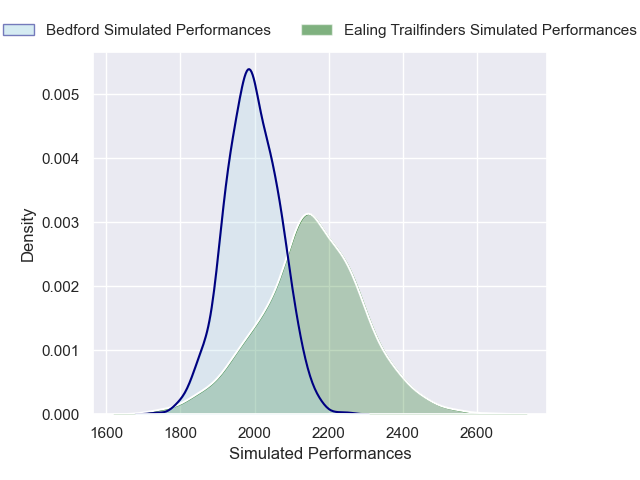 Bedford Simulated Performances Ealing Trailfinders Simulated Performances
0.005
0.004
0.003
0.002
0.001
0.000
Density
1600 1800 2000 2200 2400 2600
Simulated Performances